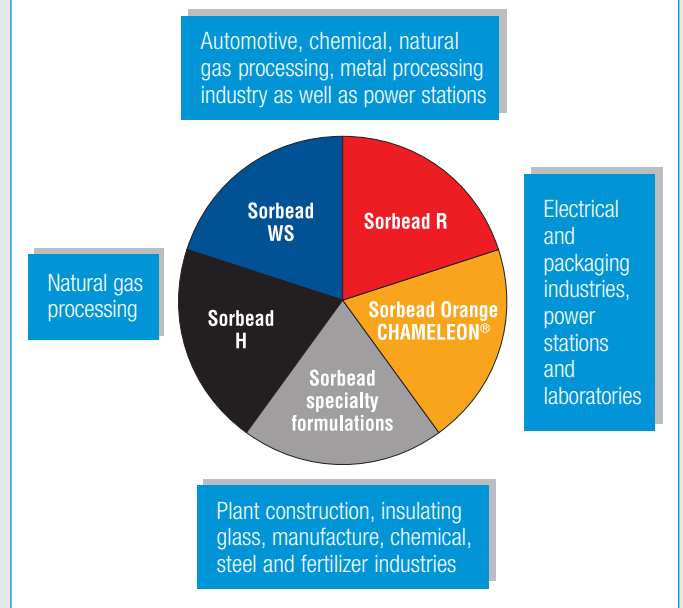 Automotive, chemical, natural
gas processing, metal processing
industry as well as power stations
Sorbead
WS
Sorbead R
Electrical
and
packaging
industries,
power
stations
and
laboratories
Natural gas
processing
Sorbead
H
Sorbead Orange
CHAMELEON®
Sorbead
specialty
formulations
Plant construction, insulating
glass, manufacture, chemical,
steel and fertilizer industries